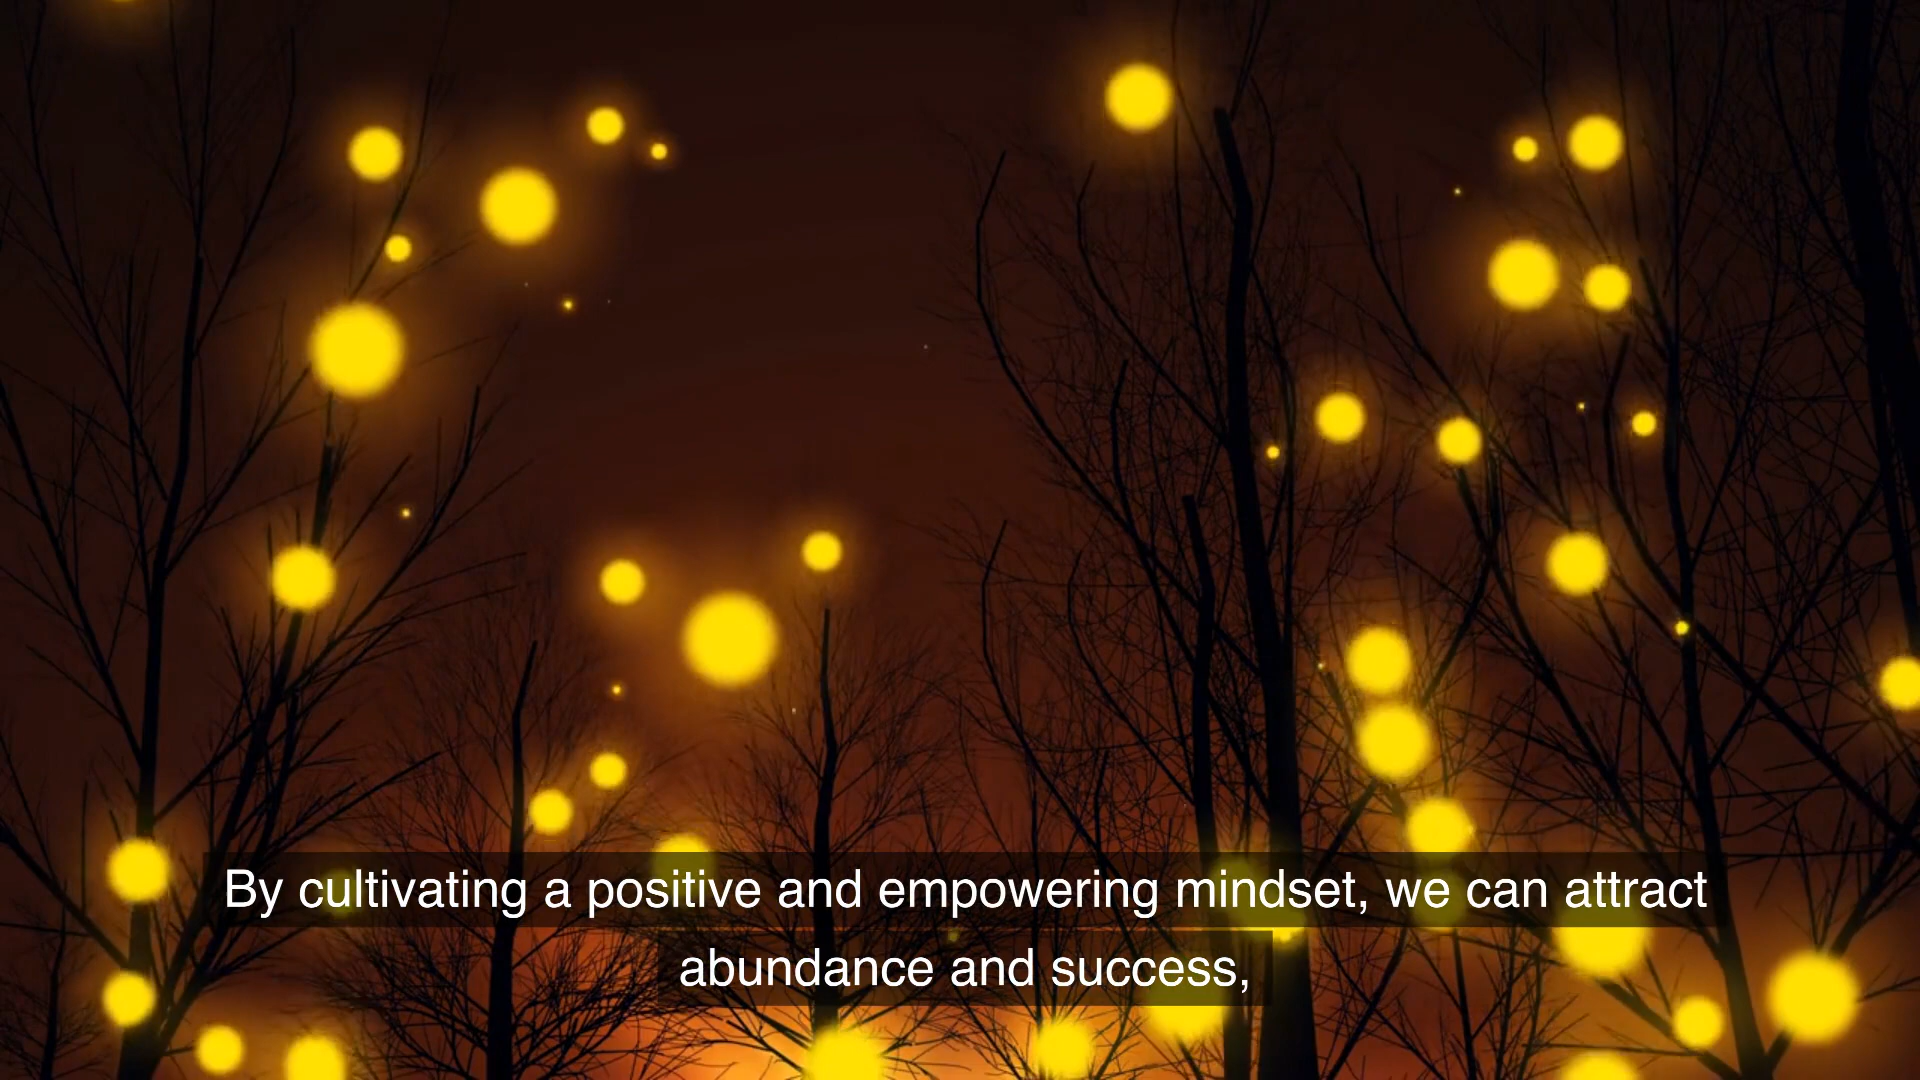 By cultivating a positive and empowering mindset, we can attract
abundance and success,